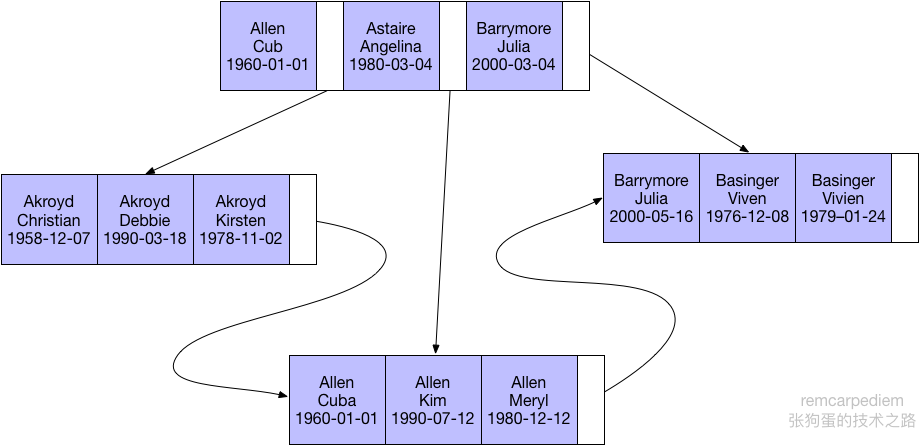 Allen
Cub
1960-01-01
Astaire
Angelina
1980-03-04
Barrymore
Julia
2000-03-04
Akroyd
Christian
1958-12-07
Akroyd
Debbie
1990-03-18
Akroyd
Kirsten
1978-11-02
Barrymore
Julia
2000-05-16
Basinger
Viven
1976-12-08
Basinger
Vivien
1979–01-24
Allen
Cuba
1960-01-01
Allen
Kim
1990-07-12
Allen
Meryl
1980-12-12
remcarpediem
张狗蛋的技术之路